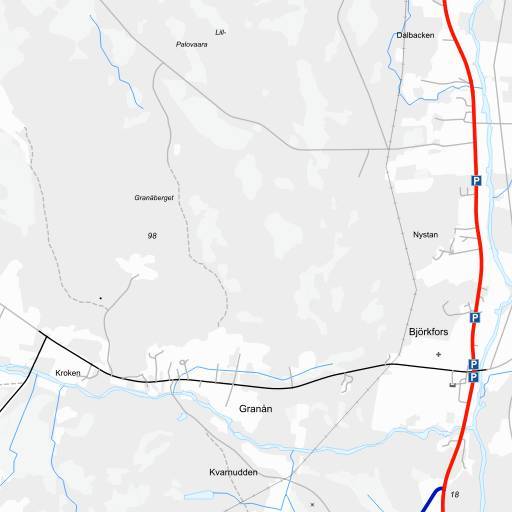 Lill-
Palovaara
Dalbacken
P
Granåberget
98
Nystan
P
Björkfors
P
P
Kroken
Granån
Kvarnudden
18